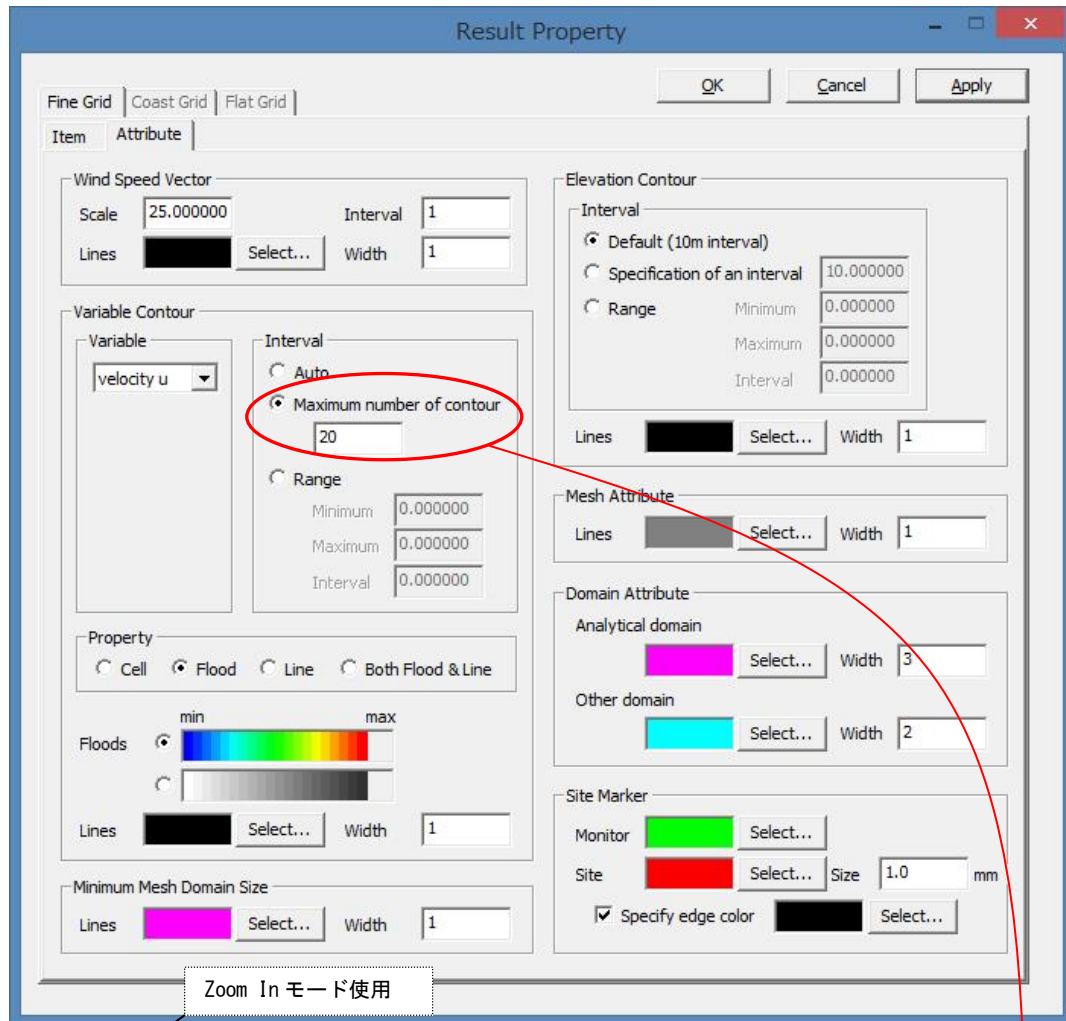 Result Property
OK Cancel Apply
Fine Grid Coast Grid Flat Grid
Item Attribute
Wind Speed Vector
Scale 25.000000 Interval 1
Lines Select... Width 1
Variable Contour
Variable
velocity u
Interval
Auto
Maximum number of contour
20
Range
Minimum 0.000000
Maximum 0.000000
Interval 0.000000
Property
Cell Flood Line Both Flood & Line
min max
Floods
Lines Select... Width 1
Minimum Mesh Domain Size
Lines Select... Width 1
Elevation Contour
Interval
Default (10m interval)
Specification of an interval 10.000000
Range Minimum 0.000000
Maximum 0.000000
Interval 0.000000
Lines Select... Width 1
Mesh Attribute
Lines Select... Width 1
Domain Attribute
Analytical domain
Select... Width 3
Other domain
Select... Width 2
Site Marker
Monitor Select...
Site Select... Size 1.0 mm
Specify edge color Select...
Zoom In モード使用